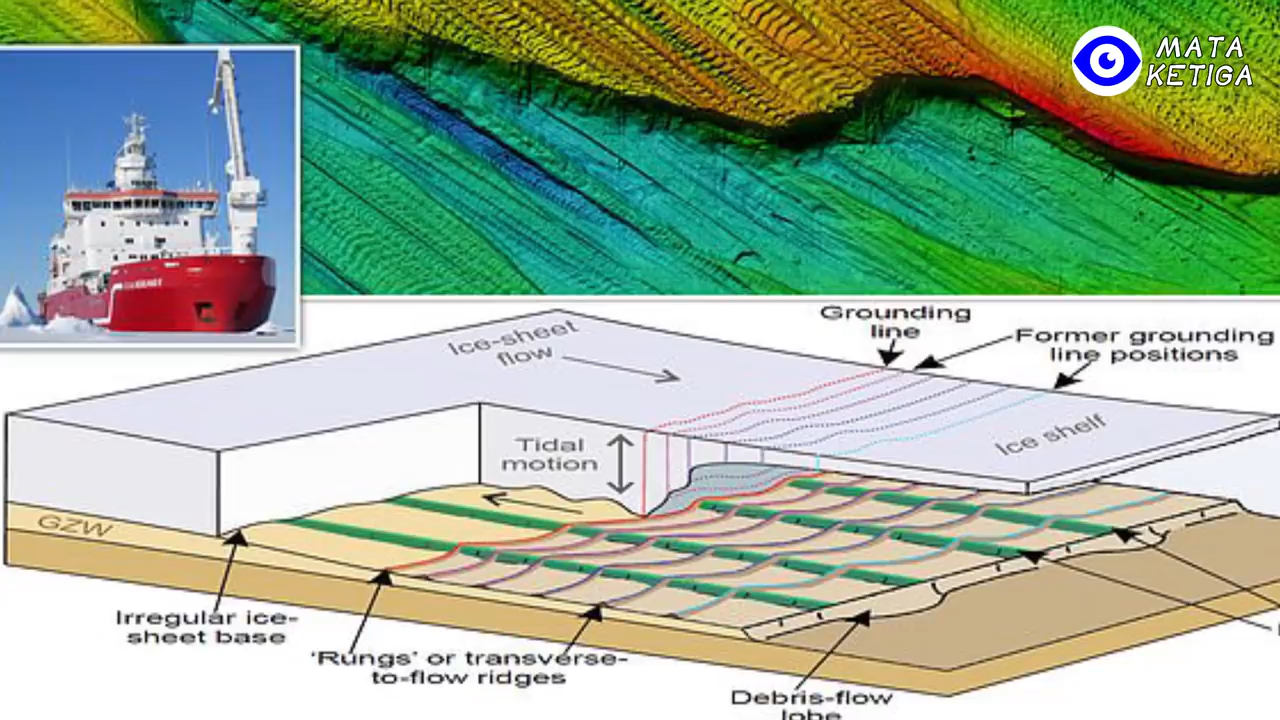 MATA
KETIGA
Grounding
line
Former grounding
line positions
Ice-sheet
flow
Ice shelf
Tidal
motion
GZW
Irregular ice-
sheet base
'Rungs' or transverse-
to-flow ridges
Debris-flow
lobe